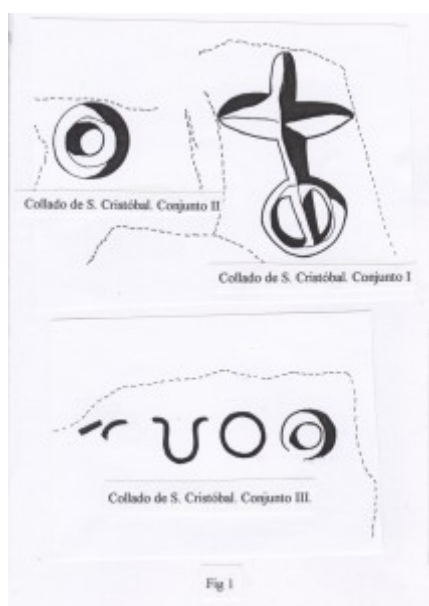 Collado de S. Cristóbal. Conjunto II
Collado de S. Cristóbal. Conjunto I
Collado de S. Cristóbal. Conjunto III.
Fig 1